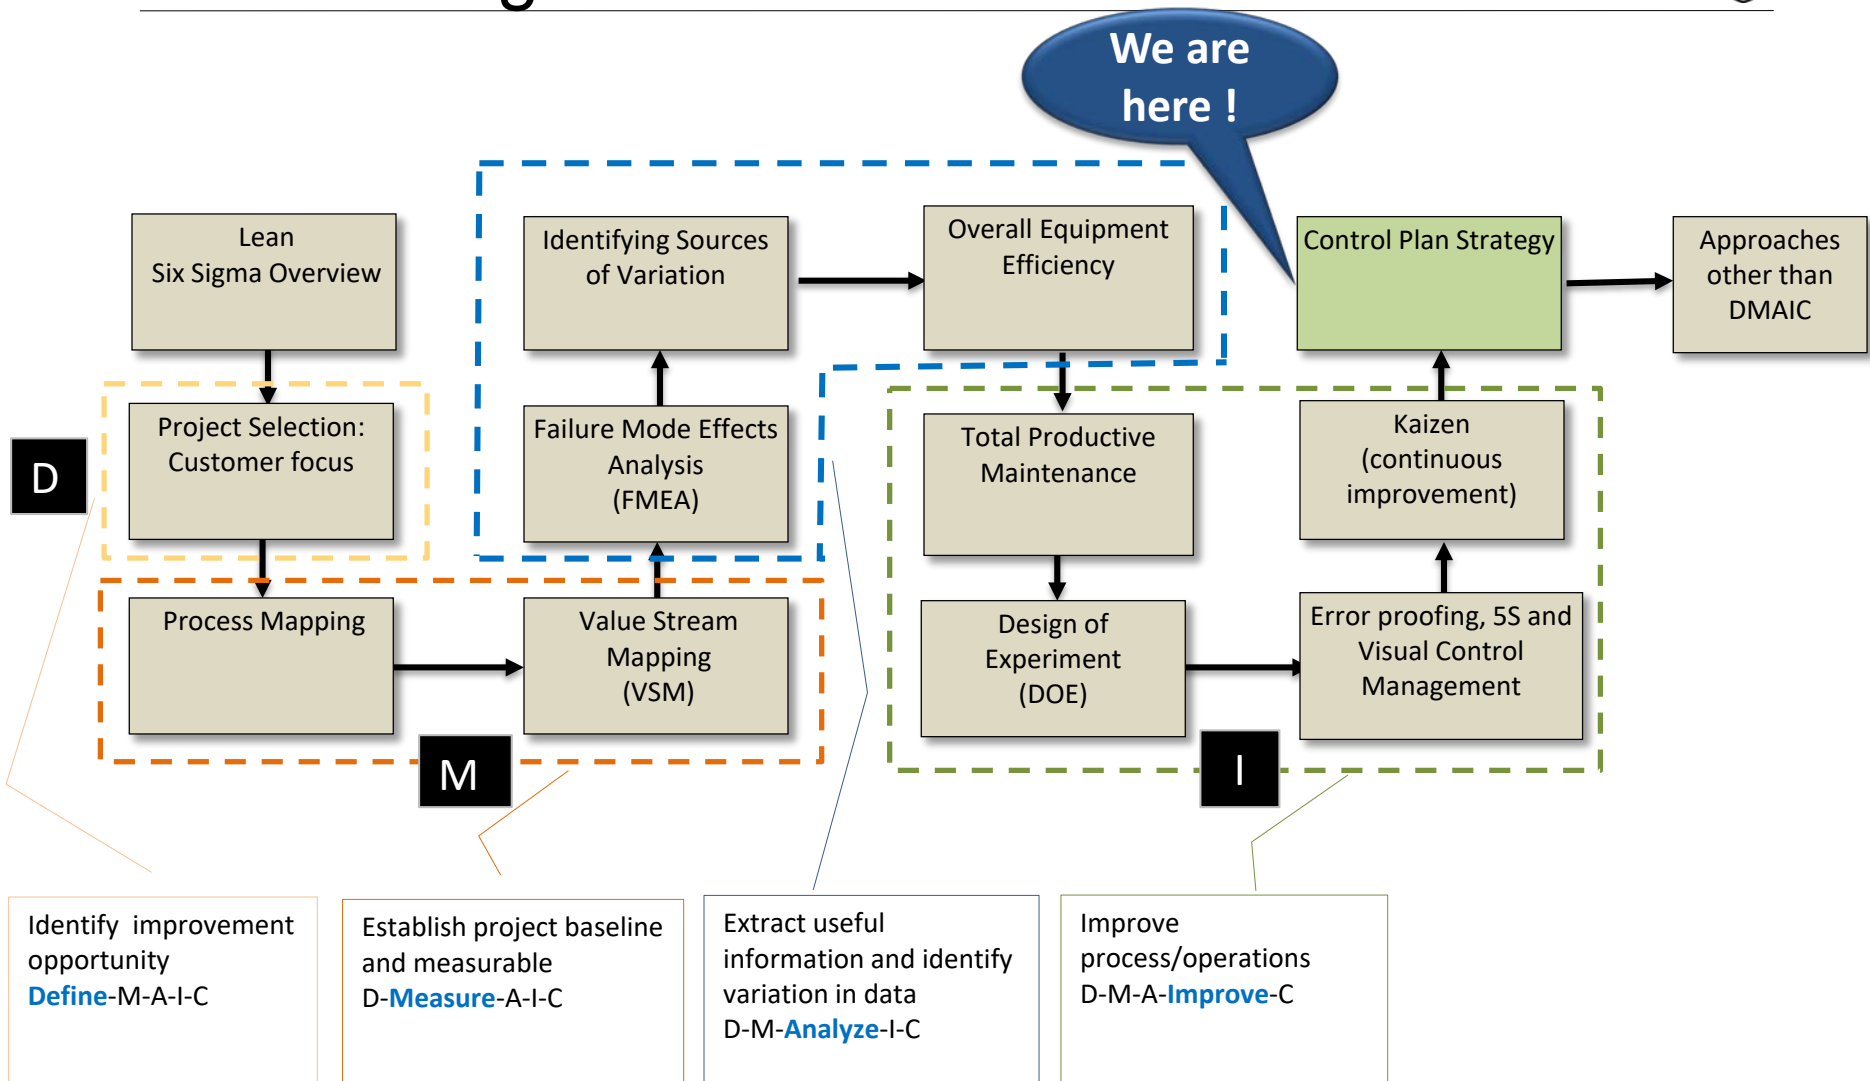 We are
here !
Lean
Six Sigma Overview
Identifying Sources
of Variation
Overall Equipment
Efficiency
Control Plan Strategy
Approaches
other than
DMAIC
D
Project Selection:
Customer focus
Failure Mode Effects
Analysis
(FMEA)
Total Productive
Maintenance
Kaizen
(continuous
improvement)
Process Mapping
Value Stream
Mapping
(VSM)
Design of
Experiment
(DOE)
Error proofing, 5S and
Visual Control
Management
M
I
Identify improvement
opportunity
Define-M-A-I-C
Establish project baseline
and measurable
D-Measure-A-I-C
Extract useful
information and identify
variation in data
D-M-Analyze-I-C
Improve
process/operations
D-M-A-Improve-C